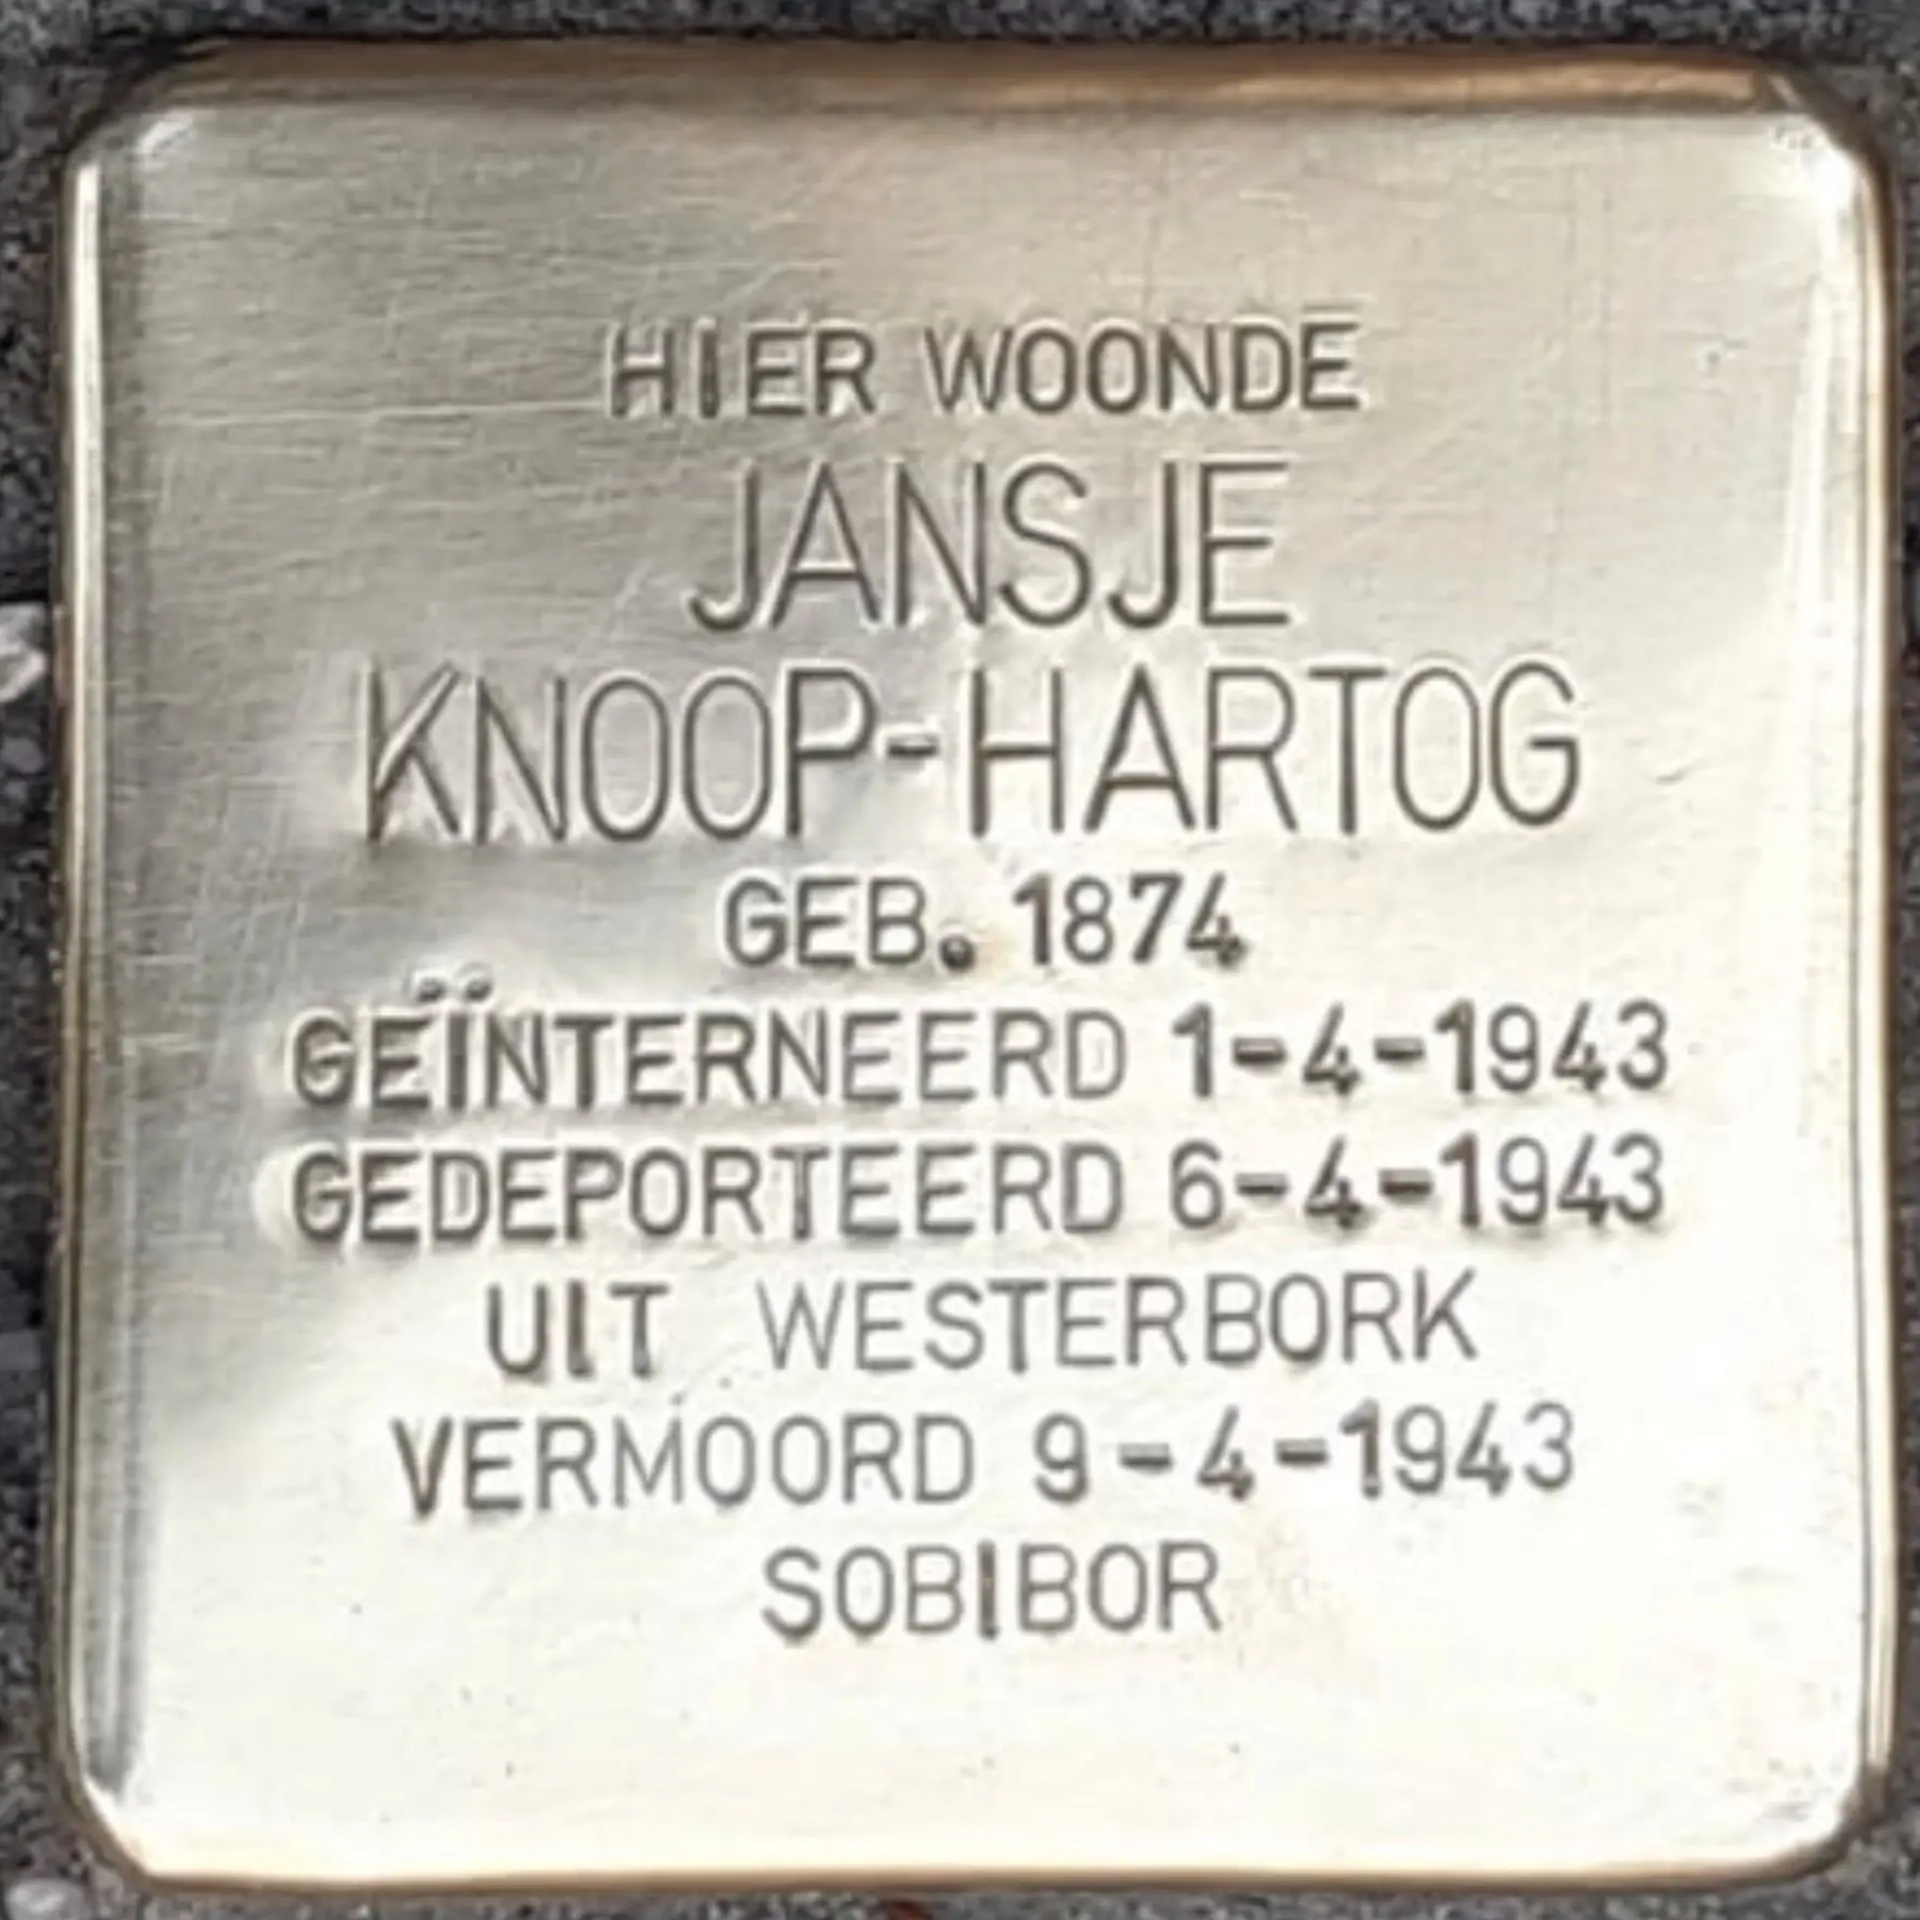 HIER WOONDE
JANSJE
KNOOP-HARTOG
GEB. 1874
GEÏNTERNEERD 1-4-1943
GEDEPORTEERD 6-4-1943
UIT WESTERBORK
VERMOORD 9-4-1943
SOBIBOR